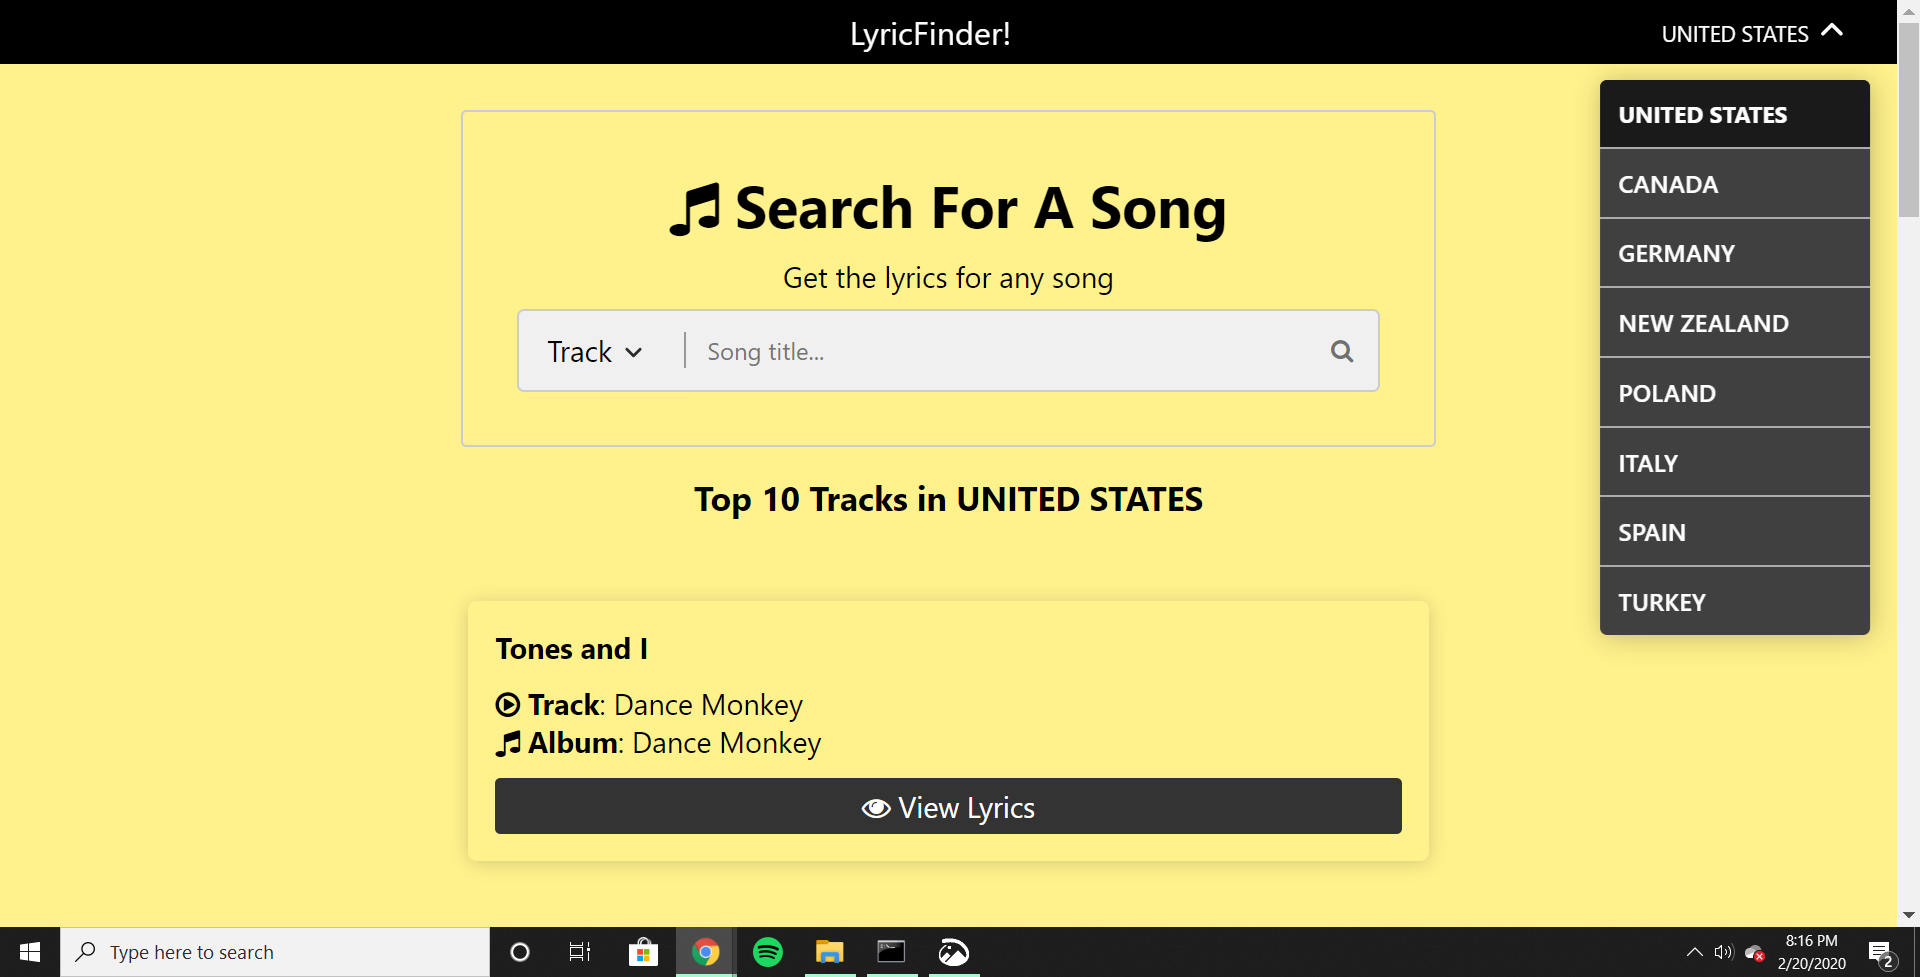 LyricFinder!
UNITED STATES
UNITED STATES
CANADA
GERMANY
NEW ZEALAND
POLAND
ITALY
SPAIN
TURKEY
Search For A Song
Get the lyrics for any song
Track
Song title...
Top 10 Tracks in UNITED STATES
Tones and I
Track: Dance Monkey
Album: Dance Monkey
View Lyrics
Type here to search
8:16 PM
2/20/2020
2